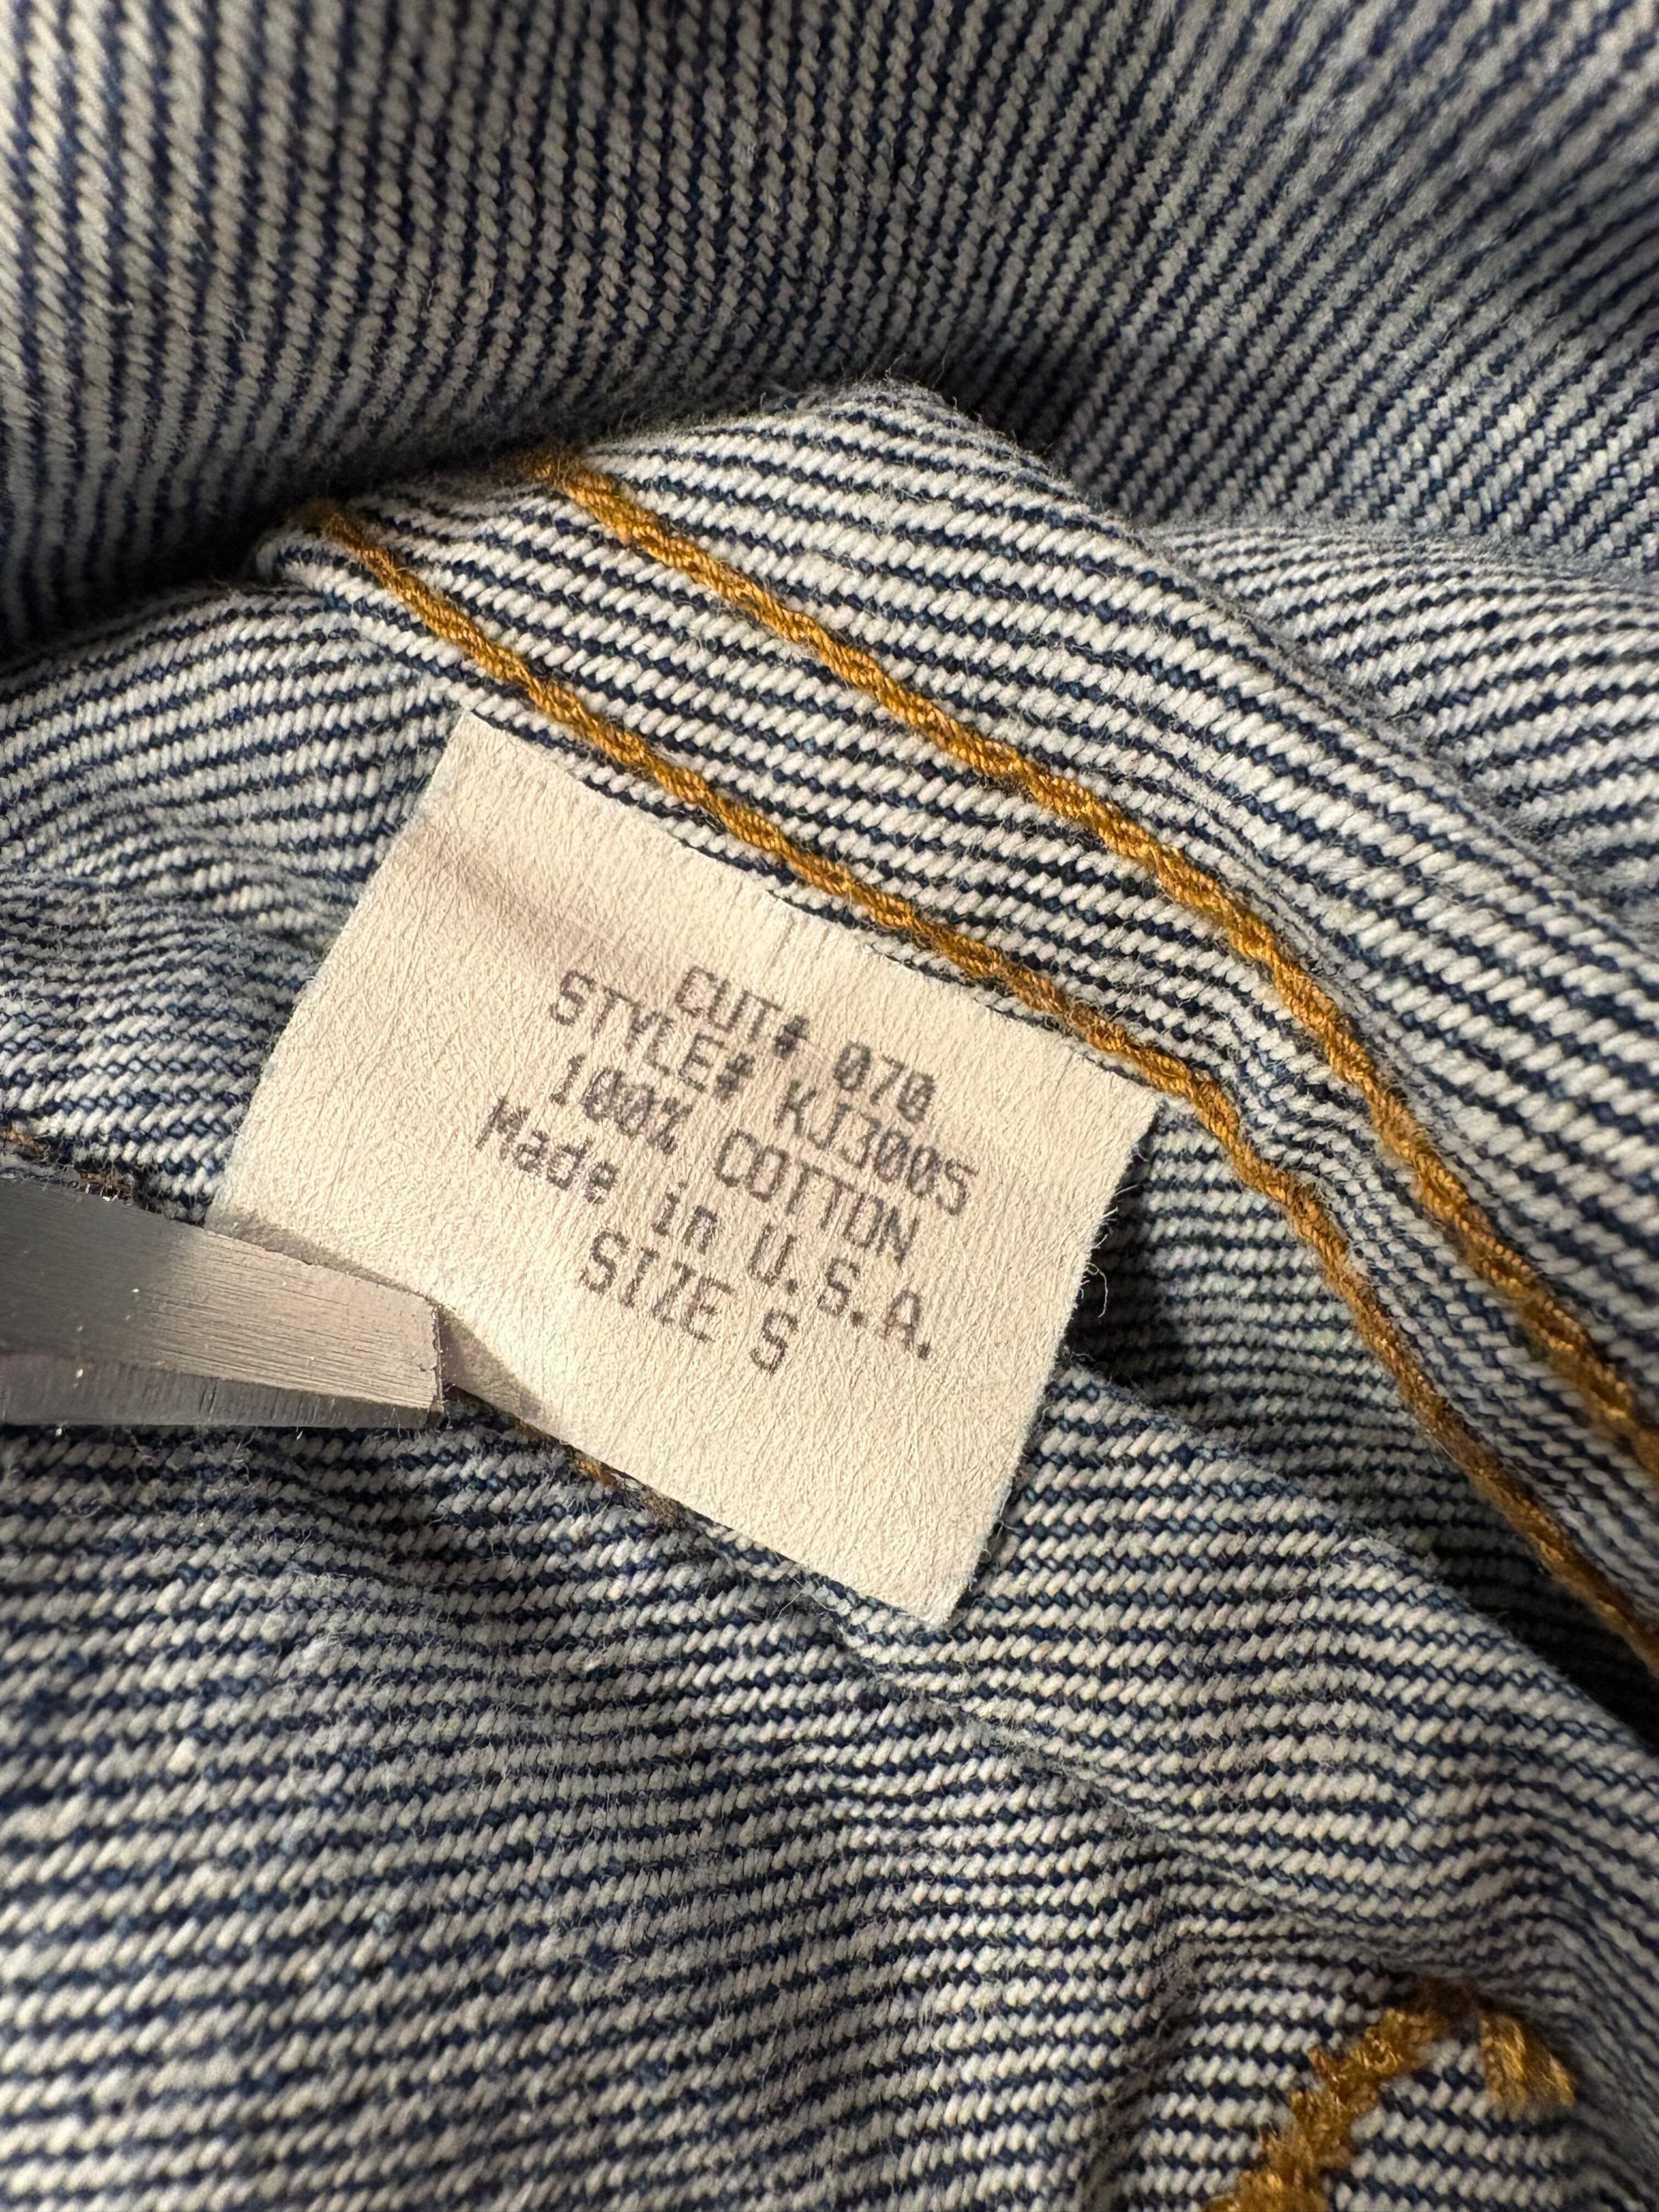 CUT# 070
STYLE# KJ3005
100% COTTON
Made in U.S.A.
SIZE S